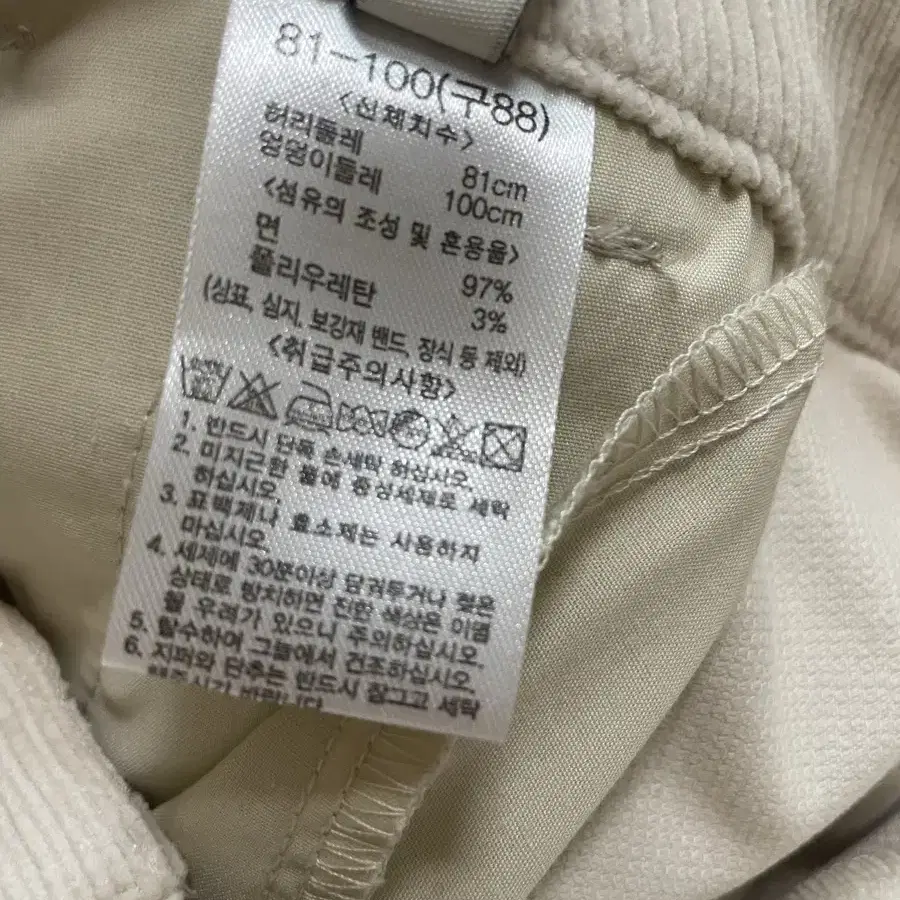 81-100(구88)
<신체치수>
허리둘레 81cm
엉덩이둘레 100cm
<섬유의 조성 및 혼용율>
면 97%
폴리우레탄 3%
(상표, 심지, 보강재 밴드, 장식 등 제외)
<취급주의사항>
1. 반드시 단독 손세탁 하십시오.
2. 미지근한 물에 중성세제로 세탁
하십시오.
3. 표백제나 효소제는 사용하지
마십시오.
4. 세제에 30분이상 담궈두거나 젖은
상태로 방치하면 진한 색상은 이염
될 우려가 있으니 주의하십시오.
5. 탈수하여 그늘에서 건조하십시오.
6. 지퍼와 단추는 반드시 잠그고 세탁
해주시기 바랍니다.